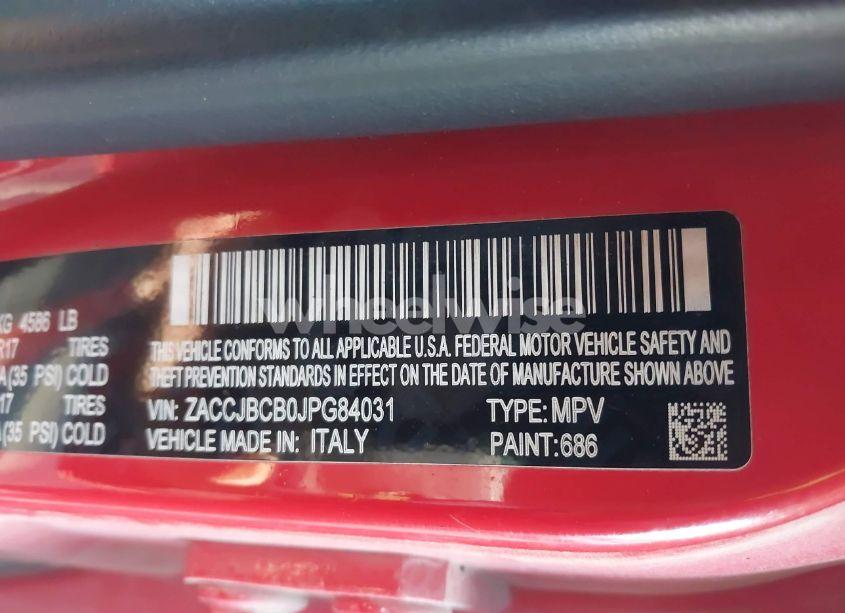 KG 4586 LB
R17 TIRES
A (35 PSI) COLD
17 TIRES
A (35 PSI) COLD
wheelwise
THIS VEHICLE CONFORMS TO ALL APPLICABLE U.S.A. FEDERAL MOTOR VEHICLE SAFETY AND
THEFT PREVENTION STANDARDS IN EFFECT ON THE DATE OF MANUFACTURE SHOWN ABOVE
VIN: ZACCJBCB0JPG84031 TYPE: MPV
VEHICLE MADE IN: ITALY PAINT: 686